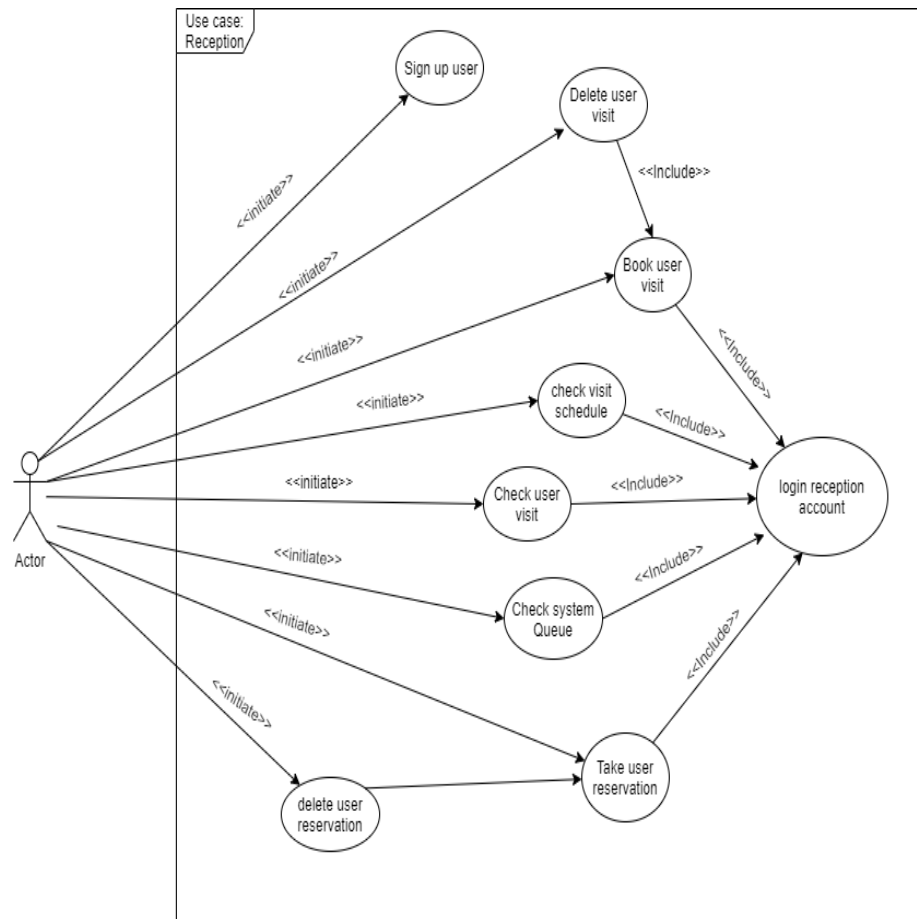 Use case:
Reception
Sign up user
Delete user
visit
<<initiate>>
<<Include>>
<<initiate>>
Book user
visit
<<initiate>>
<<Include>>
check visit
schedule
<<initiate>>
<<Include>>
login reception
account
Check user
visit
<<initiate>>
<<Include>>
Actor
<<initiate>>
<<Include>>
Check system
Queue
<<initiate>>
<<Include>>
<<initiate>>
Take user
reservation
delete user
reservation